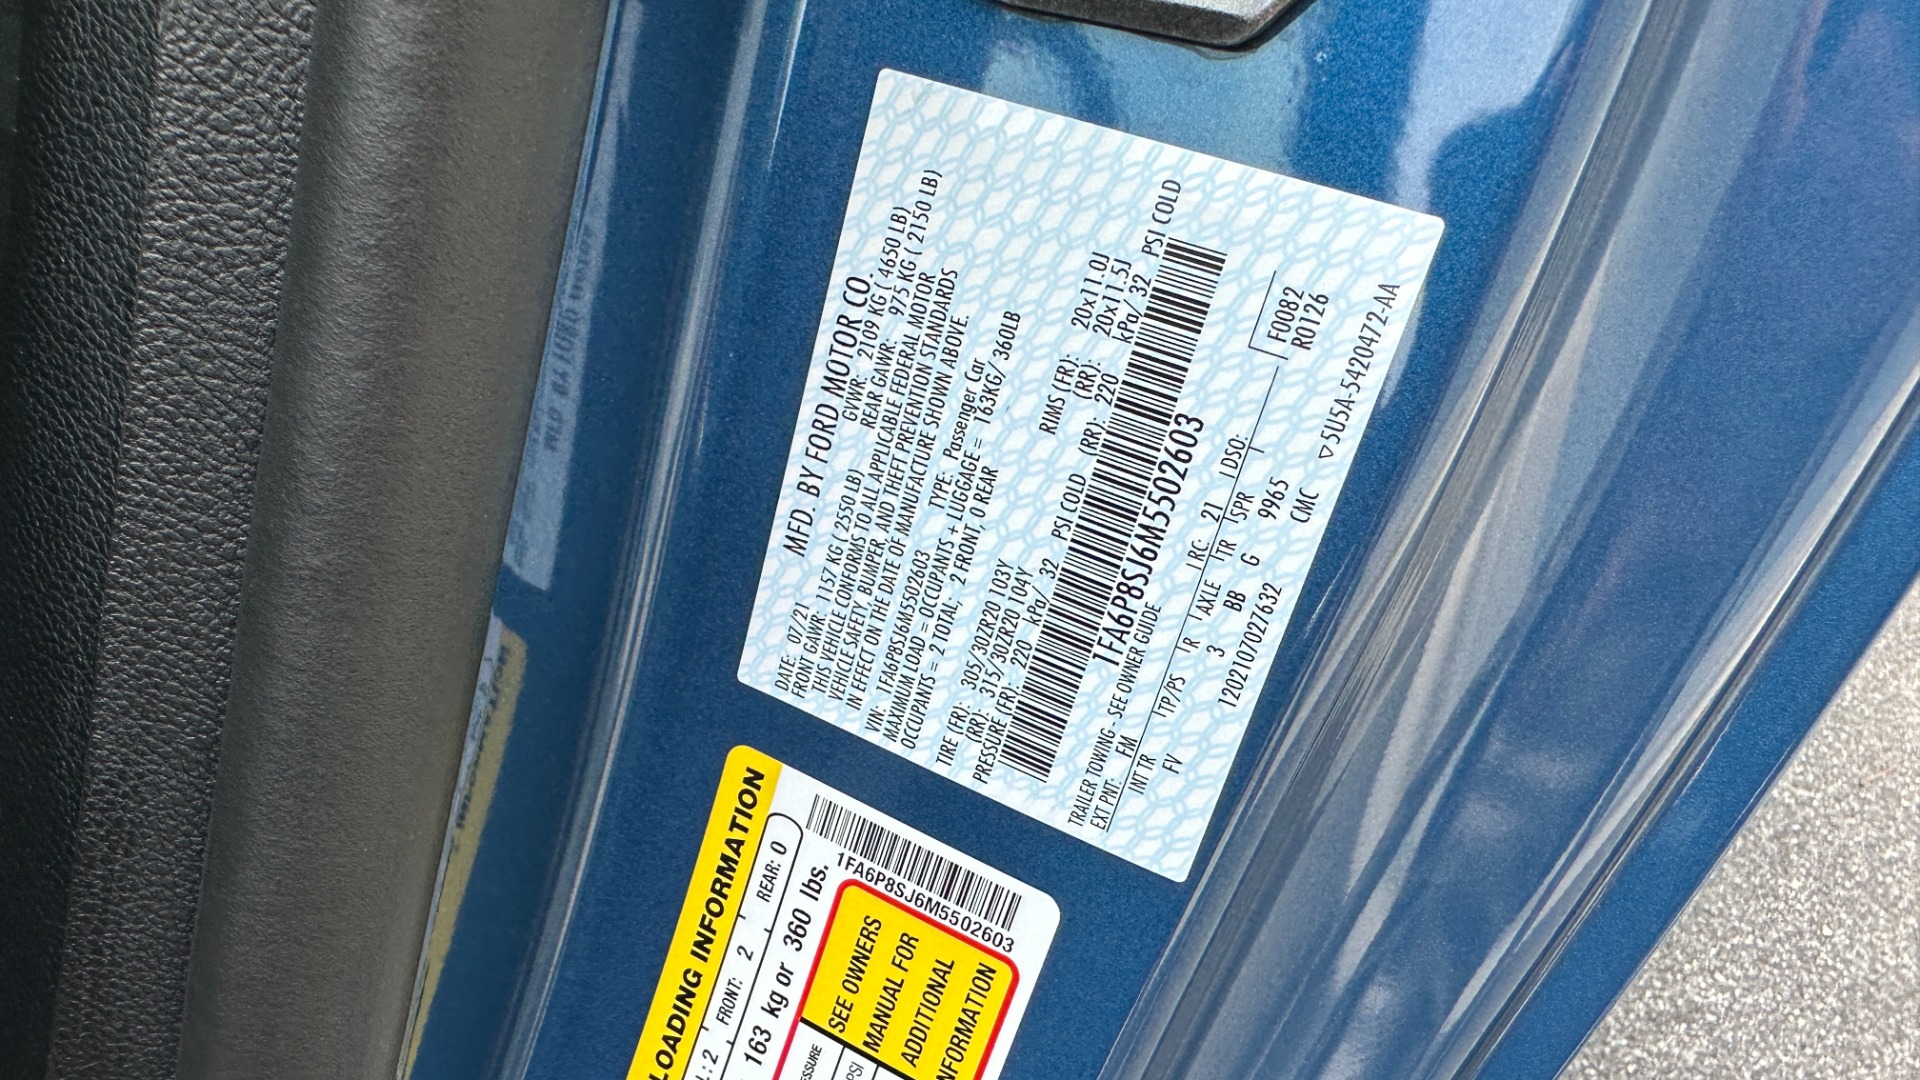 MFD. BY FORD MOTOR CO.
DATE: 07/21 GVWR: 2109 KG ( 4650 LB)
FRONT GAWR: 1157 KG ( 2550 LB) REAR GAWR: 975 KG ( 2150 LB)
THIS VEHICLE CONFORMS TO ALL APPLICABLE FEDERAL MOTOR
VEHICLE SAFETY, BUMPER, AND THEFT PREVENTION STANDARDS
IN EFFECT ON THE DATE OF MANUFACTURE SHOWN ABOVE.
VIN: 1FA6P8SJ6M5502603 TYPE: Passenger Car
MAXIMUM LOAD = OCCUPANTS + LUGGAGE = 163KG/ 360LB
OCCUPANTS = 2 TOTAL, 2 FRONT, 0 REAR
TIRE (FR): 305/30ZR20 103Y RIMS (FR): 20x11.0J
(RR): 315/30ZR20 104Y (RR): 20x11.5J
PRESSURE (FR): 220 kPa/ 32 PSI COLD (RR): 220 kPa/ 32 PSI COLD
1FA6P8SJ6M5502603
TRAILER TOWING - SEE OWNER GUIDE
EXT PNT: FM RC: 21 DSO:
F0082
R0126
INT TR TP/PS R AXLE TR SPR
FV 3 BB G 9965
1202107027632 CMC
▽5U5A-5420472-AA
LOADING INFORMATION
L: 2 FRONT: 2 REAR: 0
163 kg or 360 lbs.
1FA6P8SJ6M5502603
SEE OWNERS
MANUAL FOR
ADDITIONAL
INFORMATION
ESSURE
PSI